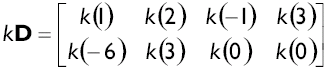 kD = [ k(1) k(2) k(−1) k(3)
k(−6) k(3) k(0) k(0) ]